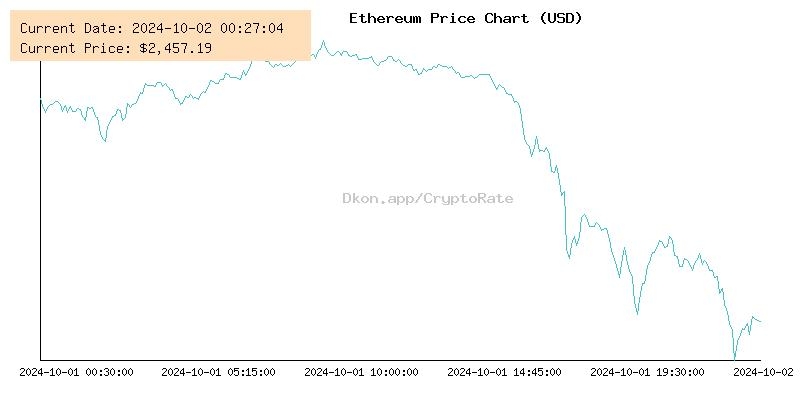 Ethereum Price Chart (USD)
Current Date: 2024-10-02 00:27:04
Current Price: $2,457.19
Dkon.app/CryptoRate
2024-10-01 00:30:00 2024-10-01 05:15:00 2024-10-01 10:00:00 2024-10-01 14:45:00 2024-10-01 19:30:00 2024-10-02